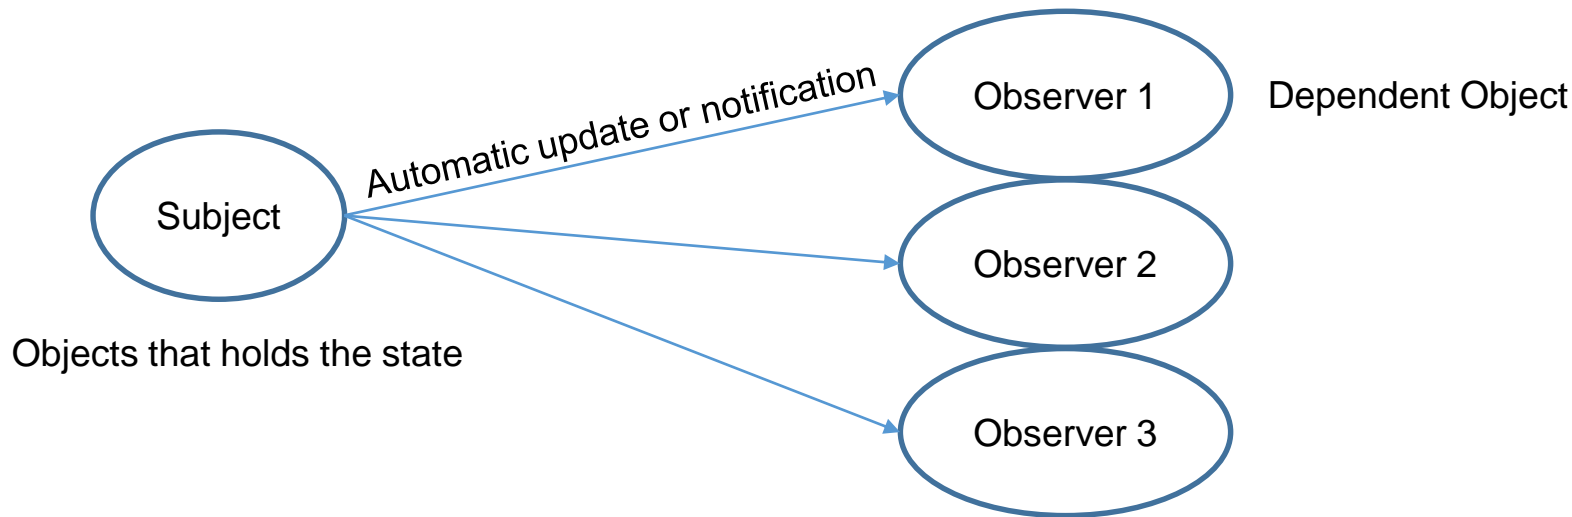 Automatic update or notification
Observer 1
Dependent Object
Subject
Observer 2
Objects that holds the state
Observer 3